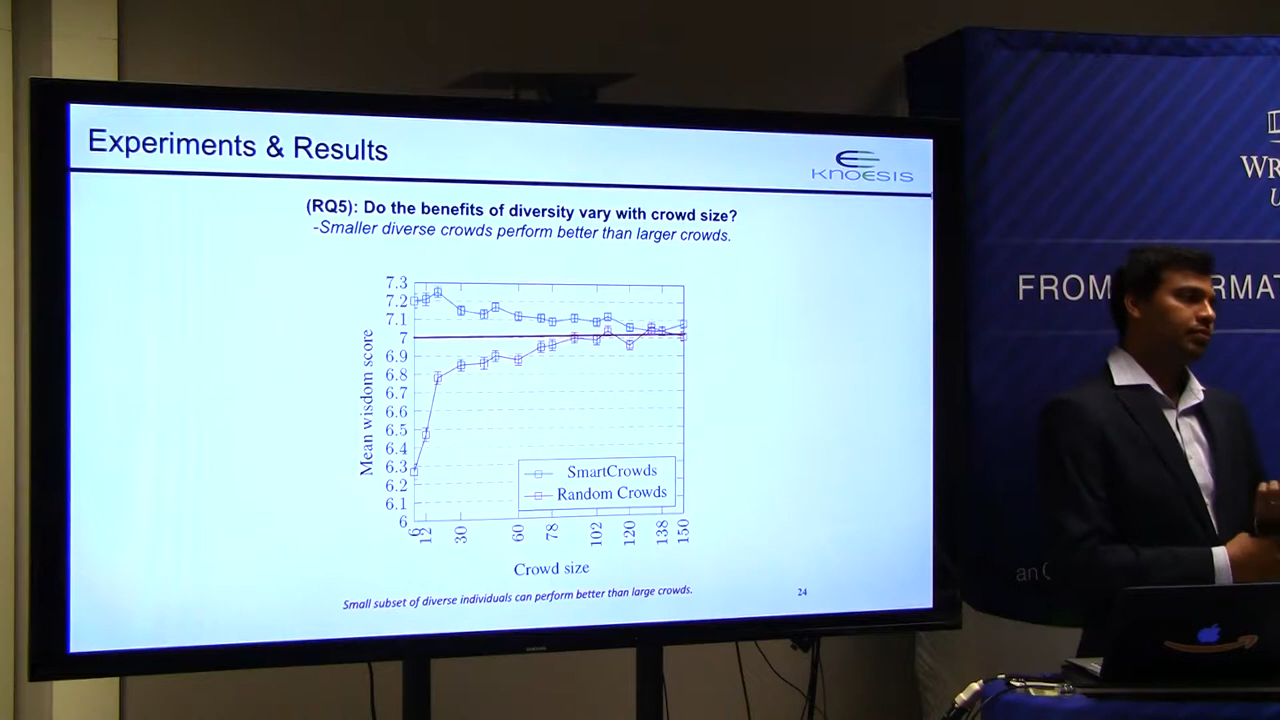 Experiments & Results
KNOESIS
(RQ5): Do the benefits of diversity vary with crowd size?
-Smaller diverse crowds perform better than larger crowds.
7.3
7.2
7.1
7
6.9
6.8
6.7
6.6
6.5
6.4
6.3
6.2
6.1
6
Mean wisdom score
SmartCrowds
Random Crowds
6
12
30
60
78
102
120
138
150
Crowd size
Small subset of diverse individuals can perform better than large crowds.
24
WR
U
FROM
RMA